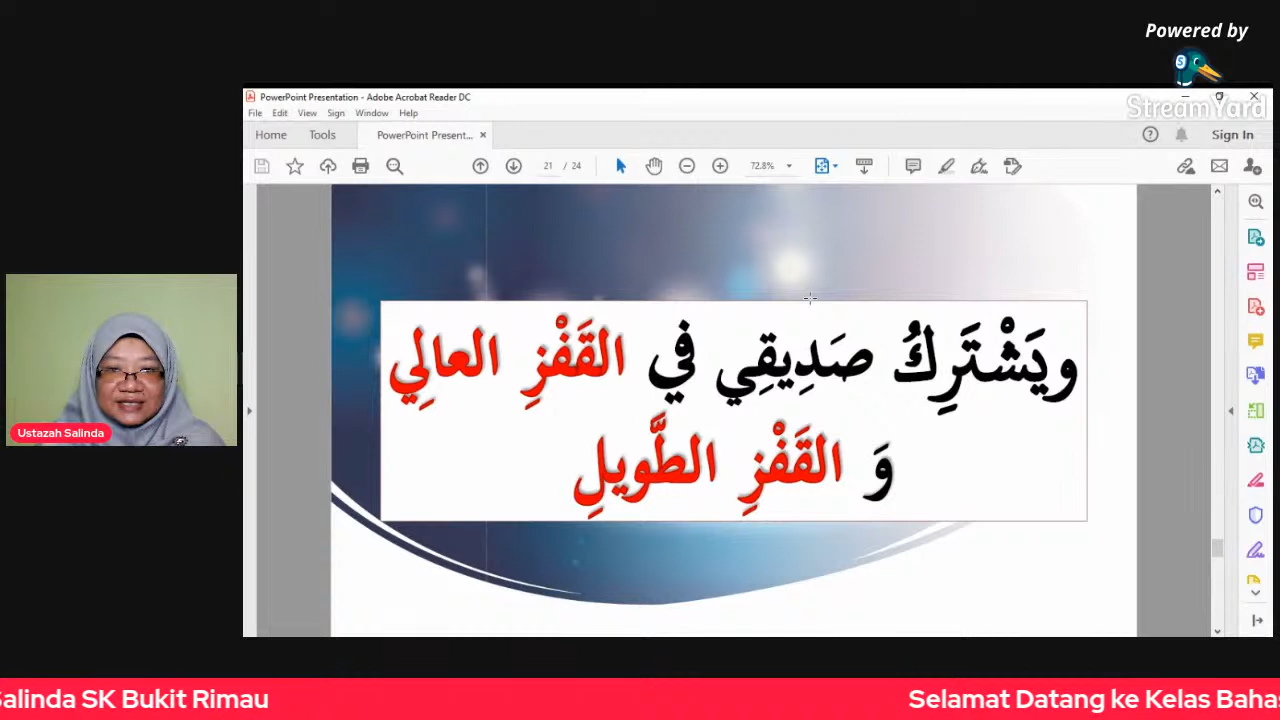 Powered by
StreamYard
PowerPoint Presentation - Adobe Acrobat Reader DC
File Edit View Sign Window Help
Home Tools PowerPoint Present... Sign In
21 / 24 72.8%
ويَشْتَرِكُ صَدِيقِي في القَفْزِ العالِي
وَ القَفْزِ الطَّويلِ
Ustazah Salinda
Salinda SK Bukit Rimau Selamat Datang ke Kelas Bahas